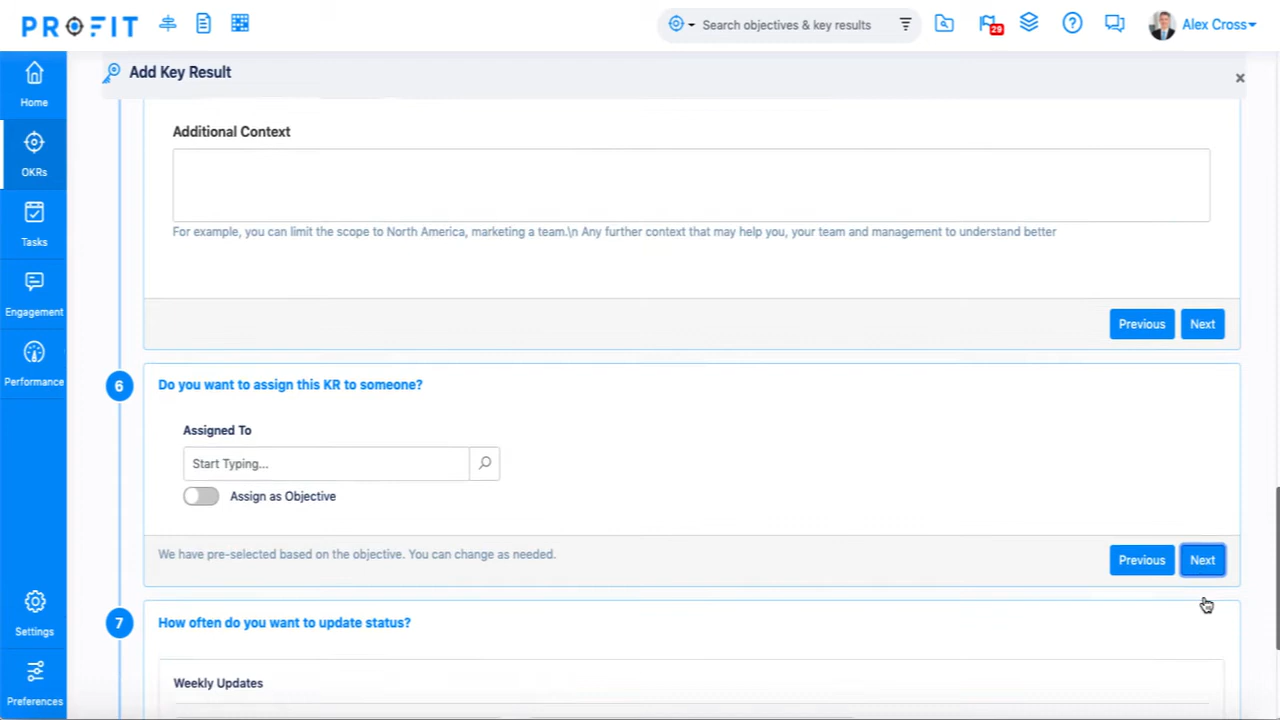 PROFIT
Search objectives & key results
29
Alex Cross
Home
OKRs
Tasks
Engagement
Performance
Settings
Preferences
Add Key Result
×
Additional Context
For example, you can limit the scope to North America, marketing a team.\n Any further context that may help you, your team and management to understand better
Previous
Next
6
Do you want to assign this KR to someone?
Assigned To
Start Typing...
Assign as Objective
We have pre-selected based on the objective. You can change as needed.
Previous
Next
7
How often do you want to update status?
Weekly Updates